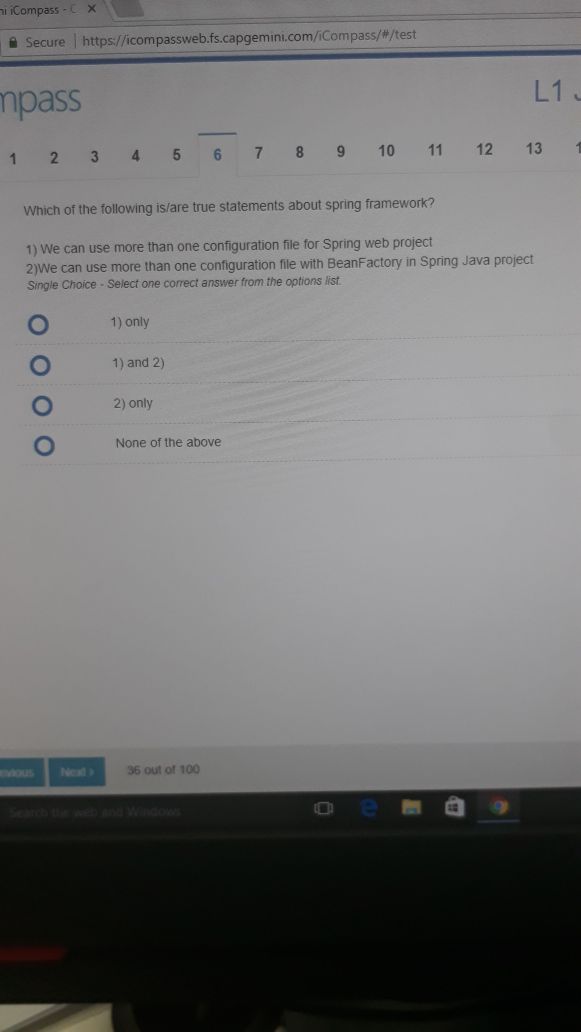 iCompass - C X
Secure | https://icompassweb.fs.capgemini.com/iCompass/#/test
mpass
L1
1 2 3 4 5 6 7 8 9 10 11 12 13 1
Which of the following is/are true statements about spring framework?
1) We can use more than one configuration file for Spring web project
2)We can use more than one configuration file with BeanFactory in Spring Java project
Single Choice - Select one correct answer from the options list.
1) only
1) and 2)
2) only
None of the above
evious Next > 36 out of 100
Search the web and Windows